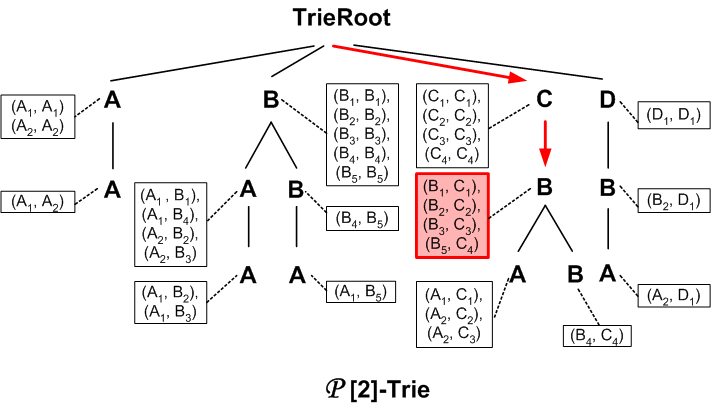 TrieRoot
A
B
C
D
(A₁, A₁)
(A₂, A₂)
(B₁, B₁),
(B₂, B₂),
(B₃, B₃),
(B₄, B₄),
(B₅, B₅)
(C₁, C₁),
(C₂, C₂),
(C₃, C₃),
(C₄, C₄)
(D₁, D₁)
A
A
B
B
B
(A₁, A₂)
(A₁ , B₁),
(A₁, B₄),
(A₂, B₂),
(A₂, B₃)
(B₄, B₅)
(B₁, C₁),
(B₂, C₂),
(B₃, C₃),
(B₅, C₄)
(B₂, D₁)
A
A
A
B
A
(A₁, B₂),
(A₁, B₃)
(A₁, B₅)
(A₁, C₁),
(A₂, C₂),
(A₂, C₃)
(B₄, C₄)
(A₂, D₁)
𝒫 [2]-Trie